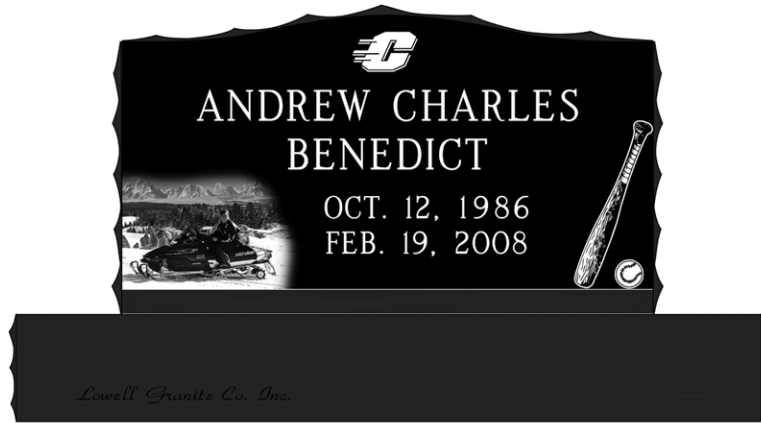 C
ANDREW CHARLES
BENEDICT
OCT. 12, 1986
FEB. 19, 2008
Lowell Granite Co. Inc.